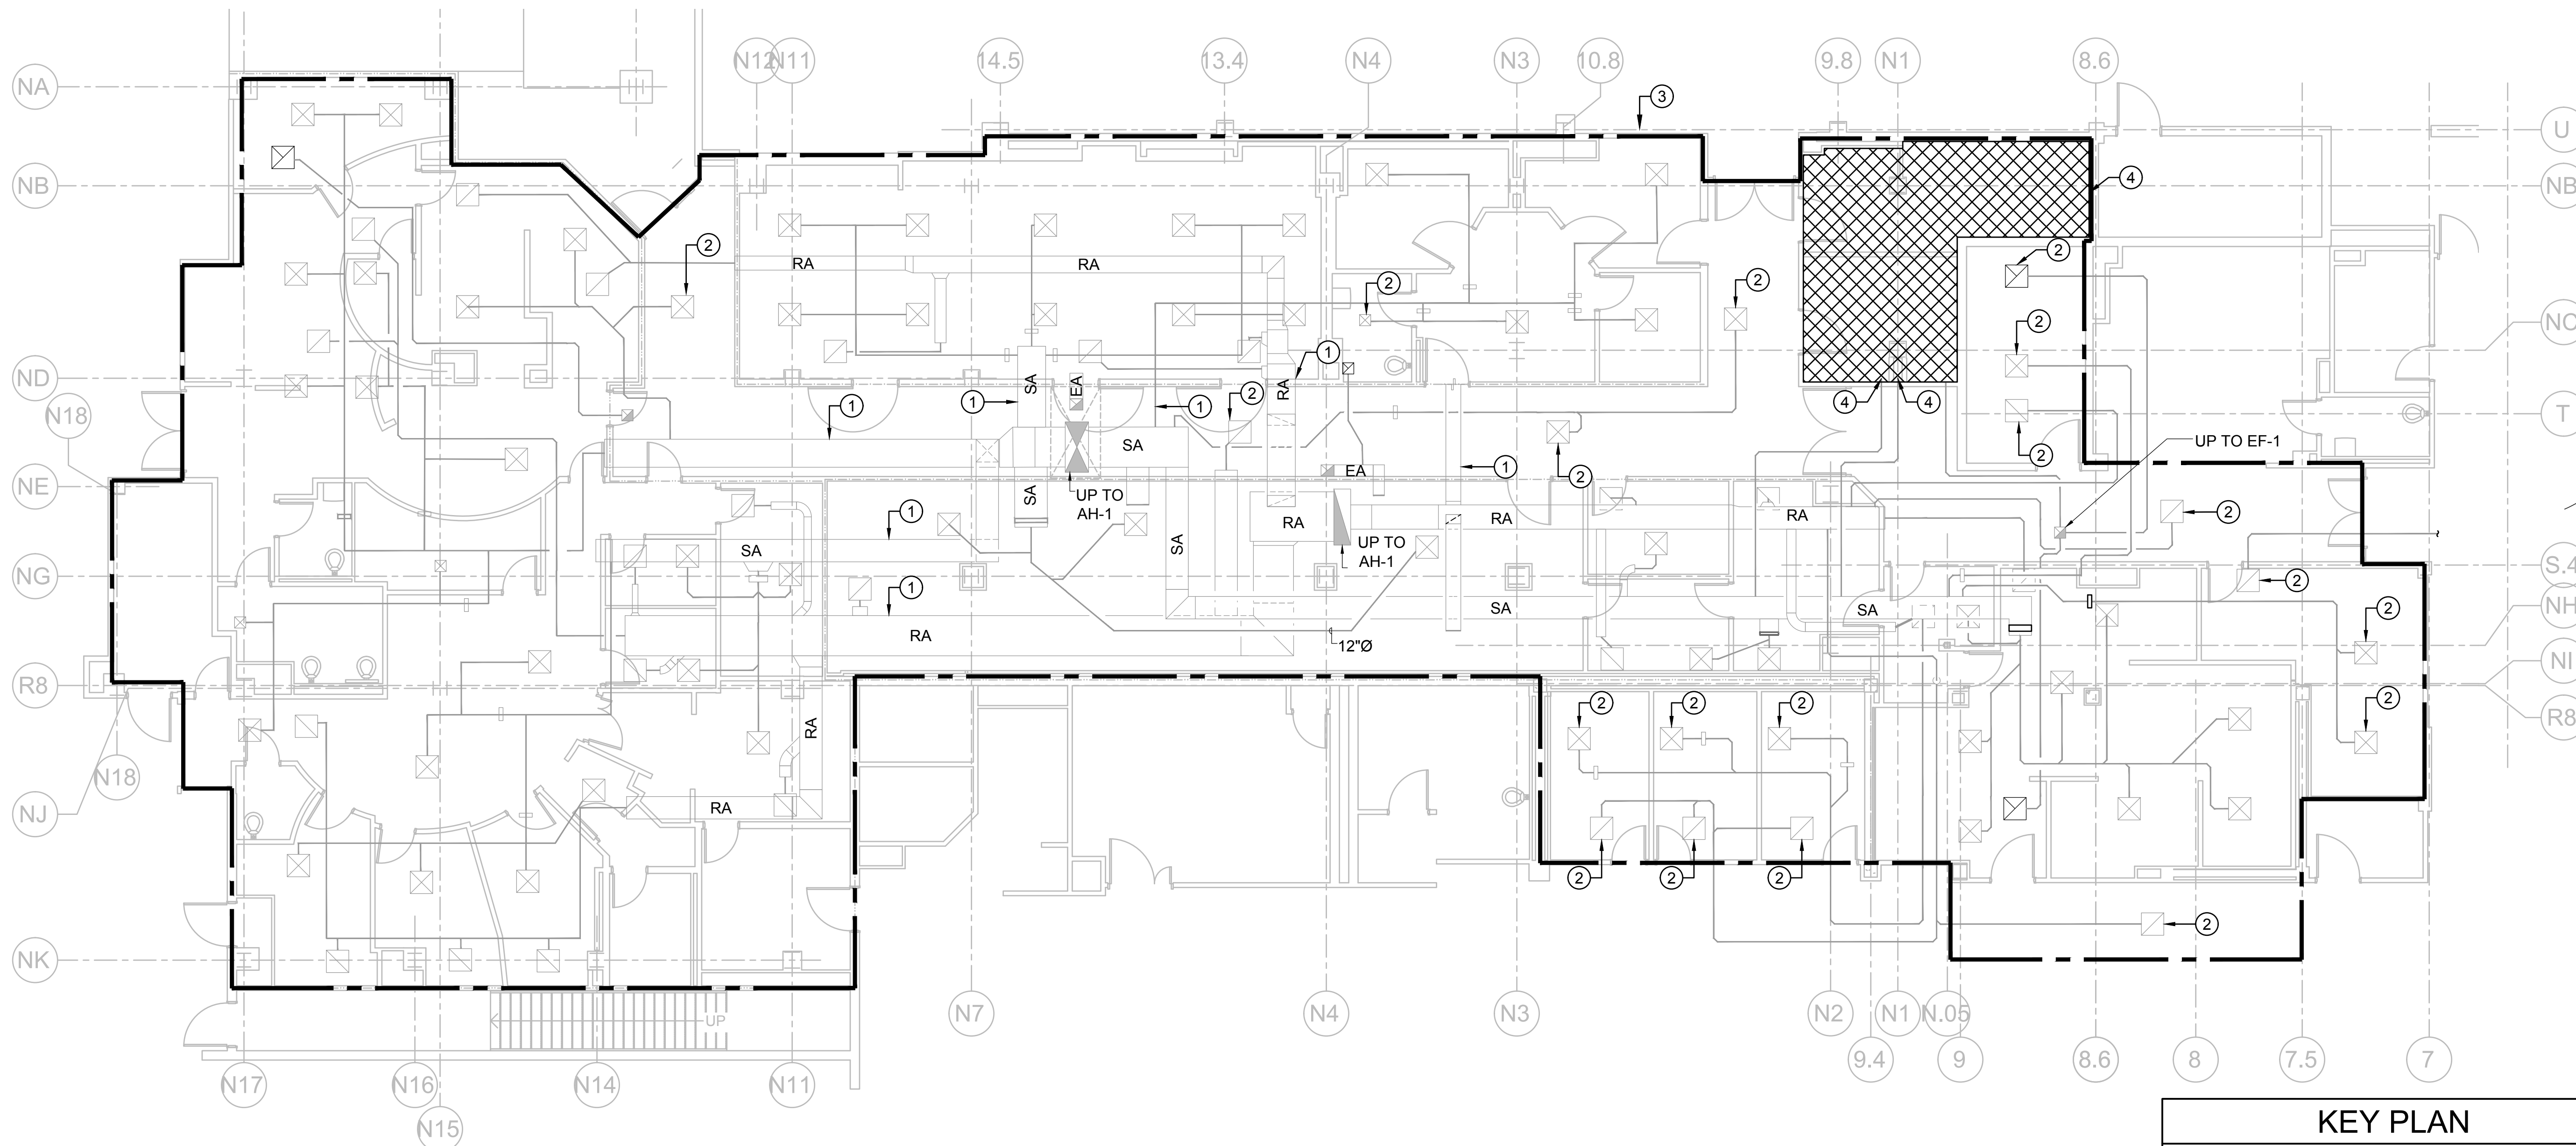 N12
N11
14.5
13.4
N4
N3
10.8
9.8
N1
8.6
NA
3
U
NB
4
NB
2
2
RA
RA
2
2
2
NC
1
ND
SA
EA
RA
2
1
1
1
2
4
4
T
N18
SA
UP TO EF-1
2
2
EA
1
NE
SA
UP TO
AH-1
1
RA
RA
RA
2
UP TO
AH-1
SA
SA
NG
S.4
2
1
SA
SA
NH
2
RA
12"Ø
NI
R8
2
2
2
2
R8
RA
N18
RA
NJ
2
2
2
2
NK
N7
N4
N3
N2
N1
N.05
UP
9.4
9
8.6
8
7.5
7
N17
N16
N14
N11
N15
KEY PLAN